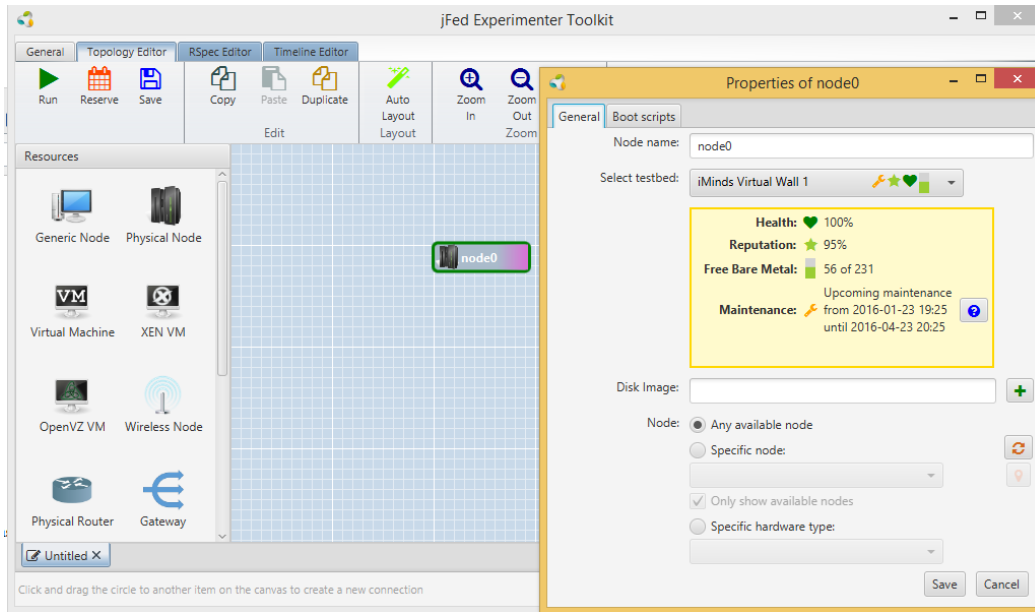 jFed Experimenter Toolkit
General Topology Editor RSpec Editor Timeline Editor
Run Reserve Save Copy Paste Duplicate Auto Layout Zoom In Zoom Out
Edit Layout Zoom
Resources
Generic Node Physical Node
VM
Virtual Machine XEN VM
OpenVZ VM Wireless Node
Physical Router Gateway
node0
Untitled
Click and drag the circle to another item on the canvas to create a new connection
Properties of node0
General Boot scripts
Node name: node0
Select testbed: iMinds Virtual Wall 1
Health: 100%
Reputation: 95%
Free Bare Metal: 56 of 231
Maintenance: Upcoming maintenance
from 2016-01-23 19:25
until 2016-04-23 20:25
Disk Image:
Node: Any available node
Specific node:
Only show available nodes
Specific hardware type:
Save Cancel